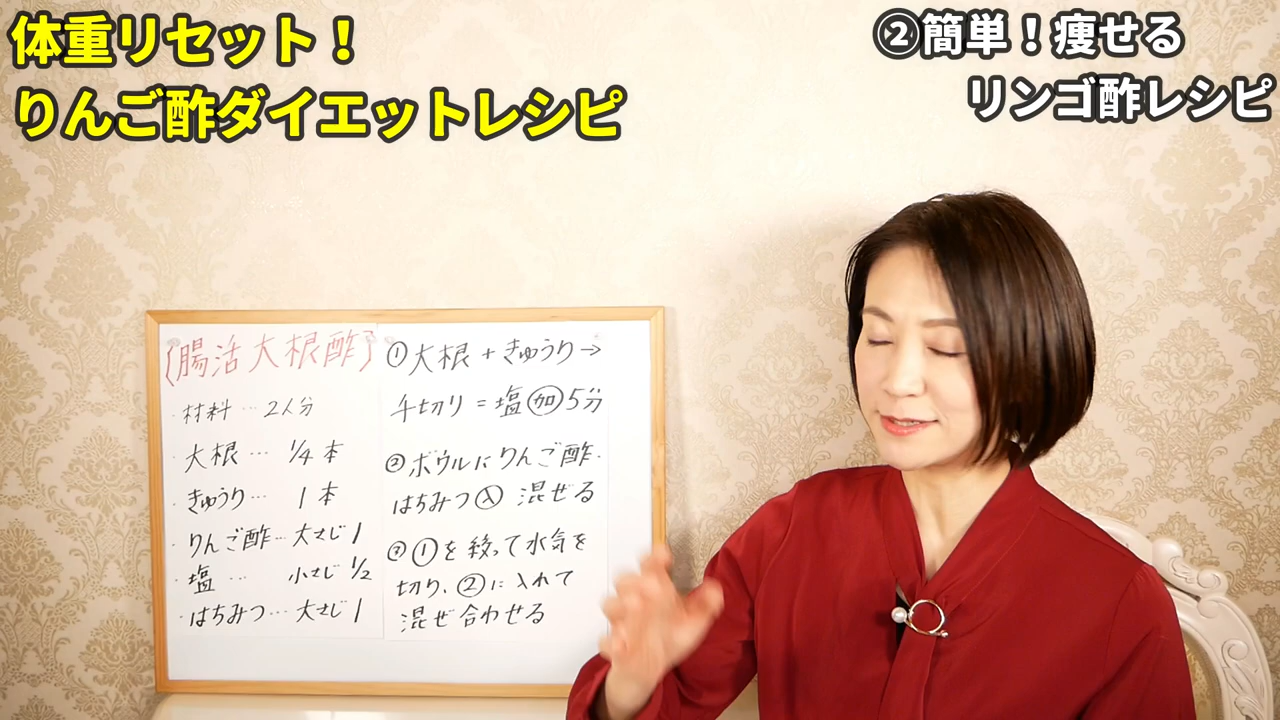 体重リセット！
りんご酢ダイエットレシピ
②簡単！痩せる
リンゴ酢レシピ
〔腸活大根酢〕
・材料…2人分
・大根… 1/4本
・きゅうり… 1本
・りんご酢…大さじ1
・塩… 小さじ1/2
・はちみつ…大さじ1
①大根＋きゅうり→
千切り＝塩㊉5分
②ボウルにりんご酢・
はちみつ㋑ 混ぜる
③①を絞って水気を
切り、②に入れて
混ぜ合わせる